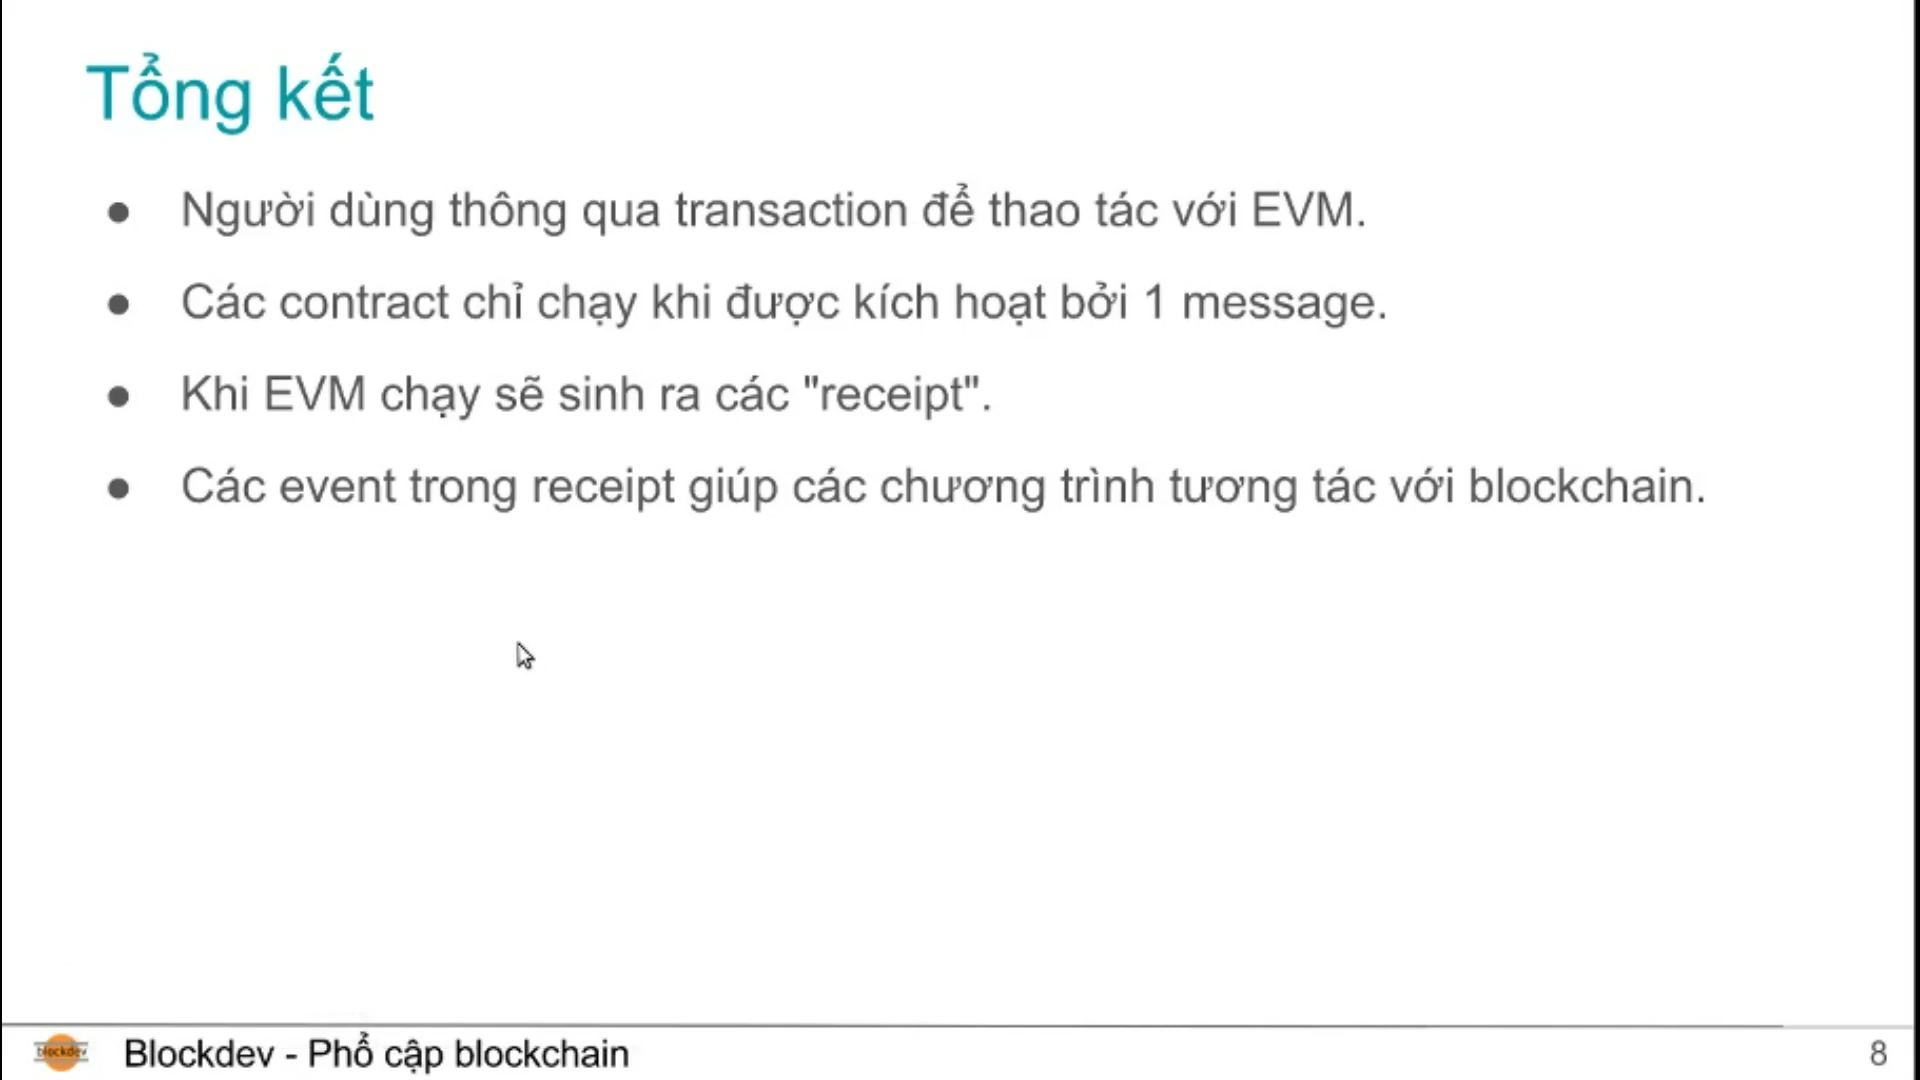 Tổng kết
● Người dùng thông qua transaction để thao tác với EVM.
● Các contract chỉ chạy khi được kích hoạt bởi 1 message.
● Khi EVM chạy sẽ sinh ra các "receipt".
● Các event trong receipt giúp các chương trình tương tác với blockchain.
blockdev
Blockdev - Phổ cập blockchain
8